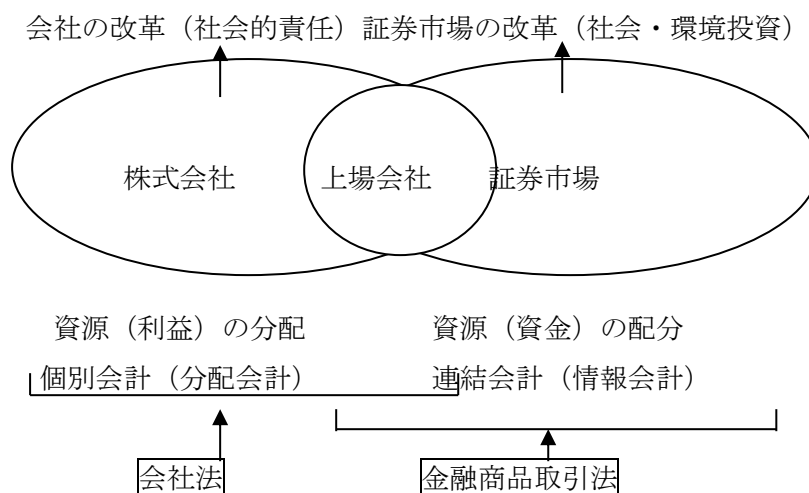 会社の改革（社会的責任）証券市場の改革（社会・環境投資）
株式会社 上場会社 証券市場
資源（利益）の分配 資源（資金）の配分
個別会計（分配会計） 連結会計（情報会計）
会社法 金融商品取引法